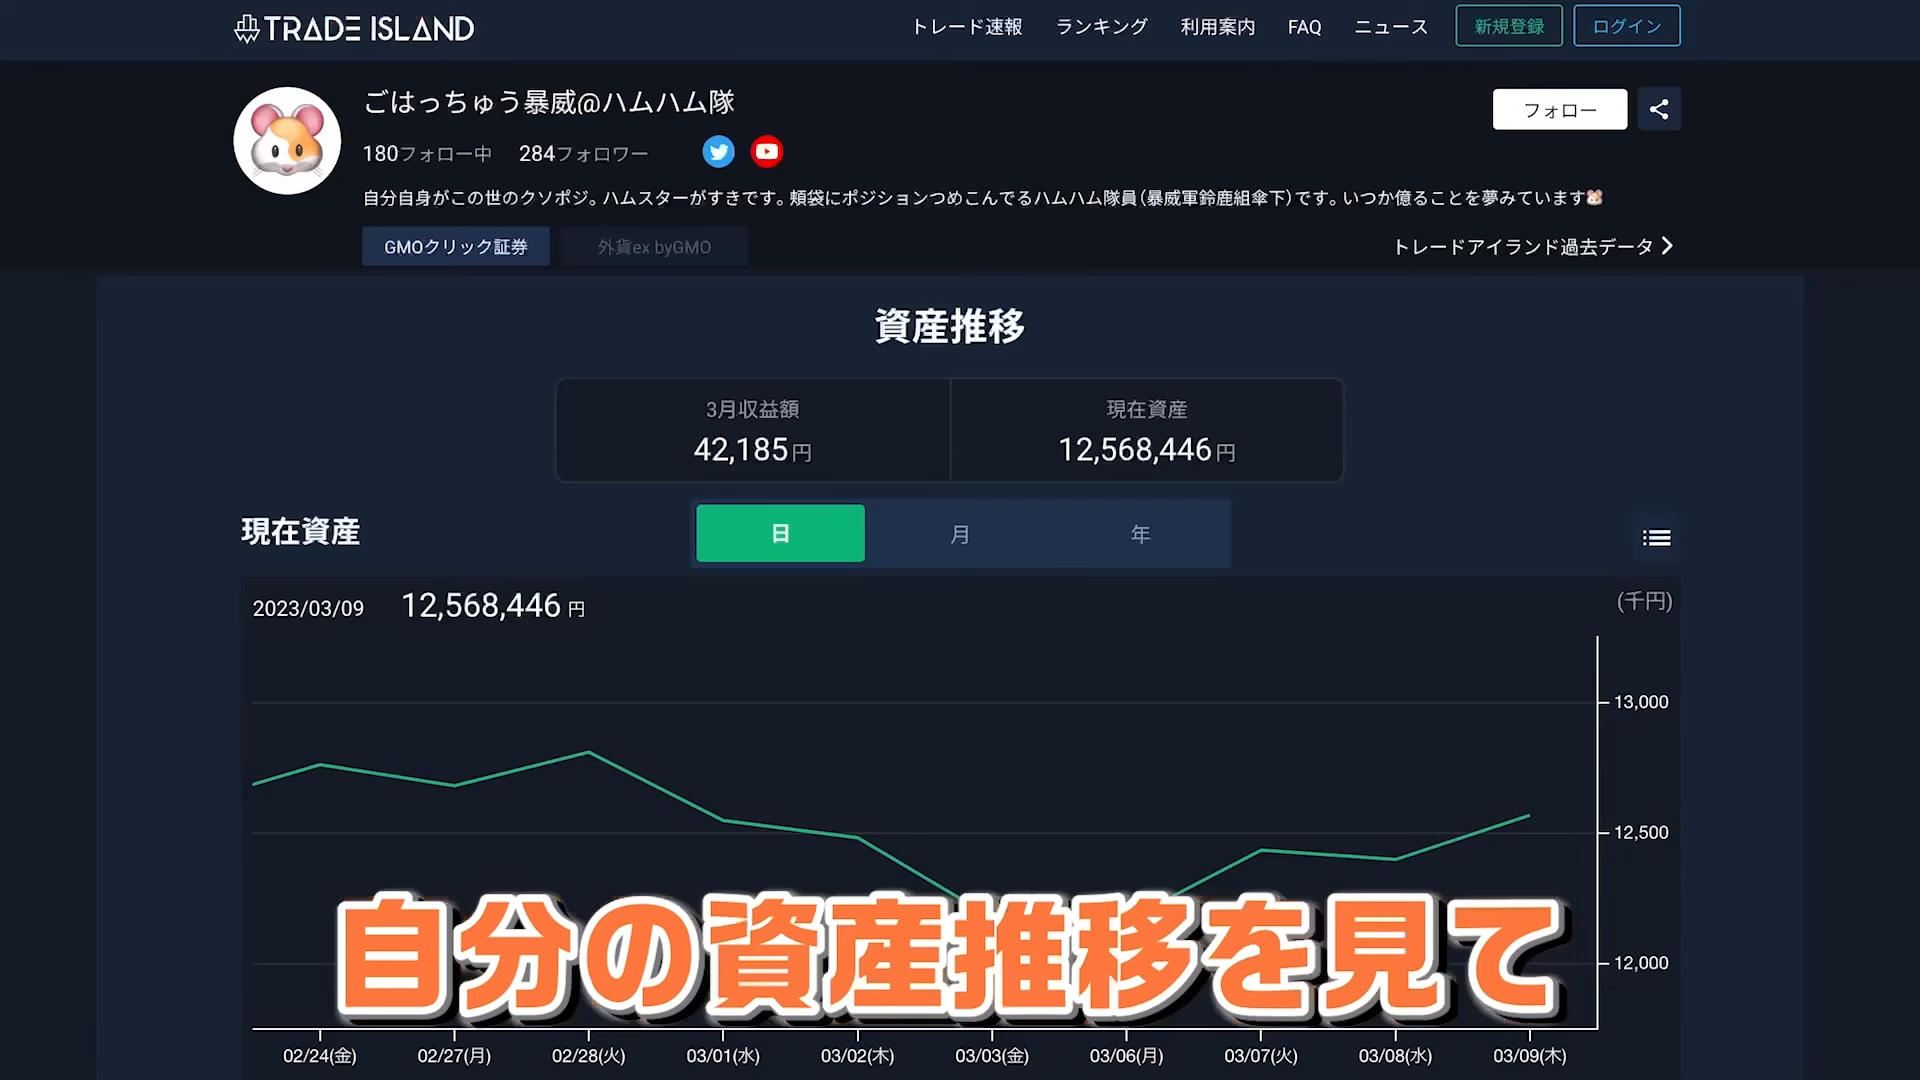 TRADE ISLAND
トレード速報 ランキング 利用案内 FAQ ニュース 新規登録 ログイン
ごはっちゅう暴威@ハムハム隊
フォロー
180フォロー中 284フォロワー
自分自身がこの世のクソポジ。ハムスターがすきです。頬袋にポジションつめこんでるハムハム隊員(暴威軍鈴鹿組傘下)です。いつか億ることを夢みています🐹
GMOクリック証券 外貨ex byGMO トレードアイランド過去データ
資産推移
3月収益額 現在資産
42,185円 12,568,446円
現在資産 日 月 年
2023/03/09 12,568,446 円 (千円)
13,000
12,500
12,000
自分の資産推移を見て
02/24(金) 02/27(月) 02/28(火) 03/01(水) 03/02(木) 03/03(金) 03/06(月) 03/07(火) 03/08(水) 03/09(木)